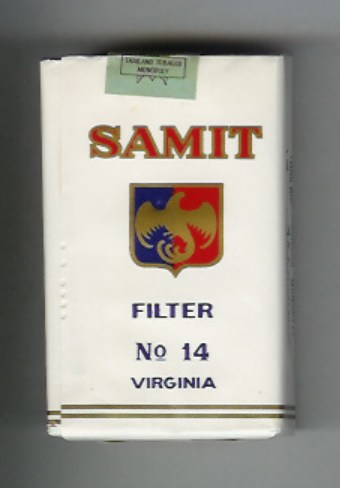 THAILAND TOBACCO
MONOPOLY
SAMIT
FILTER
No 14
VIRGINIA